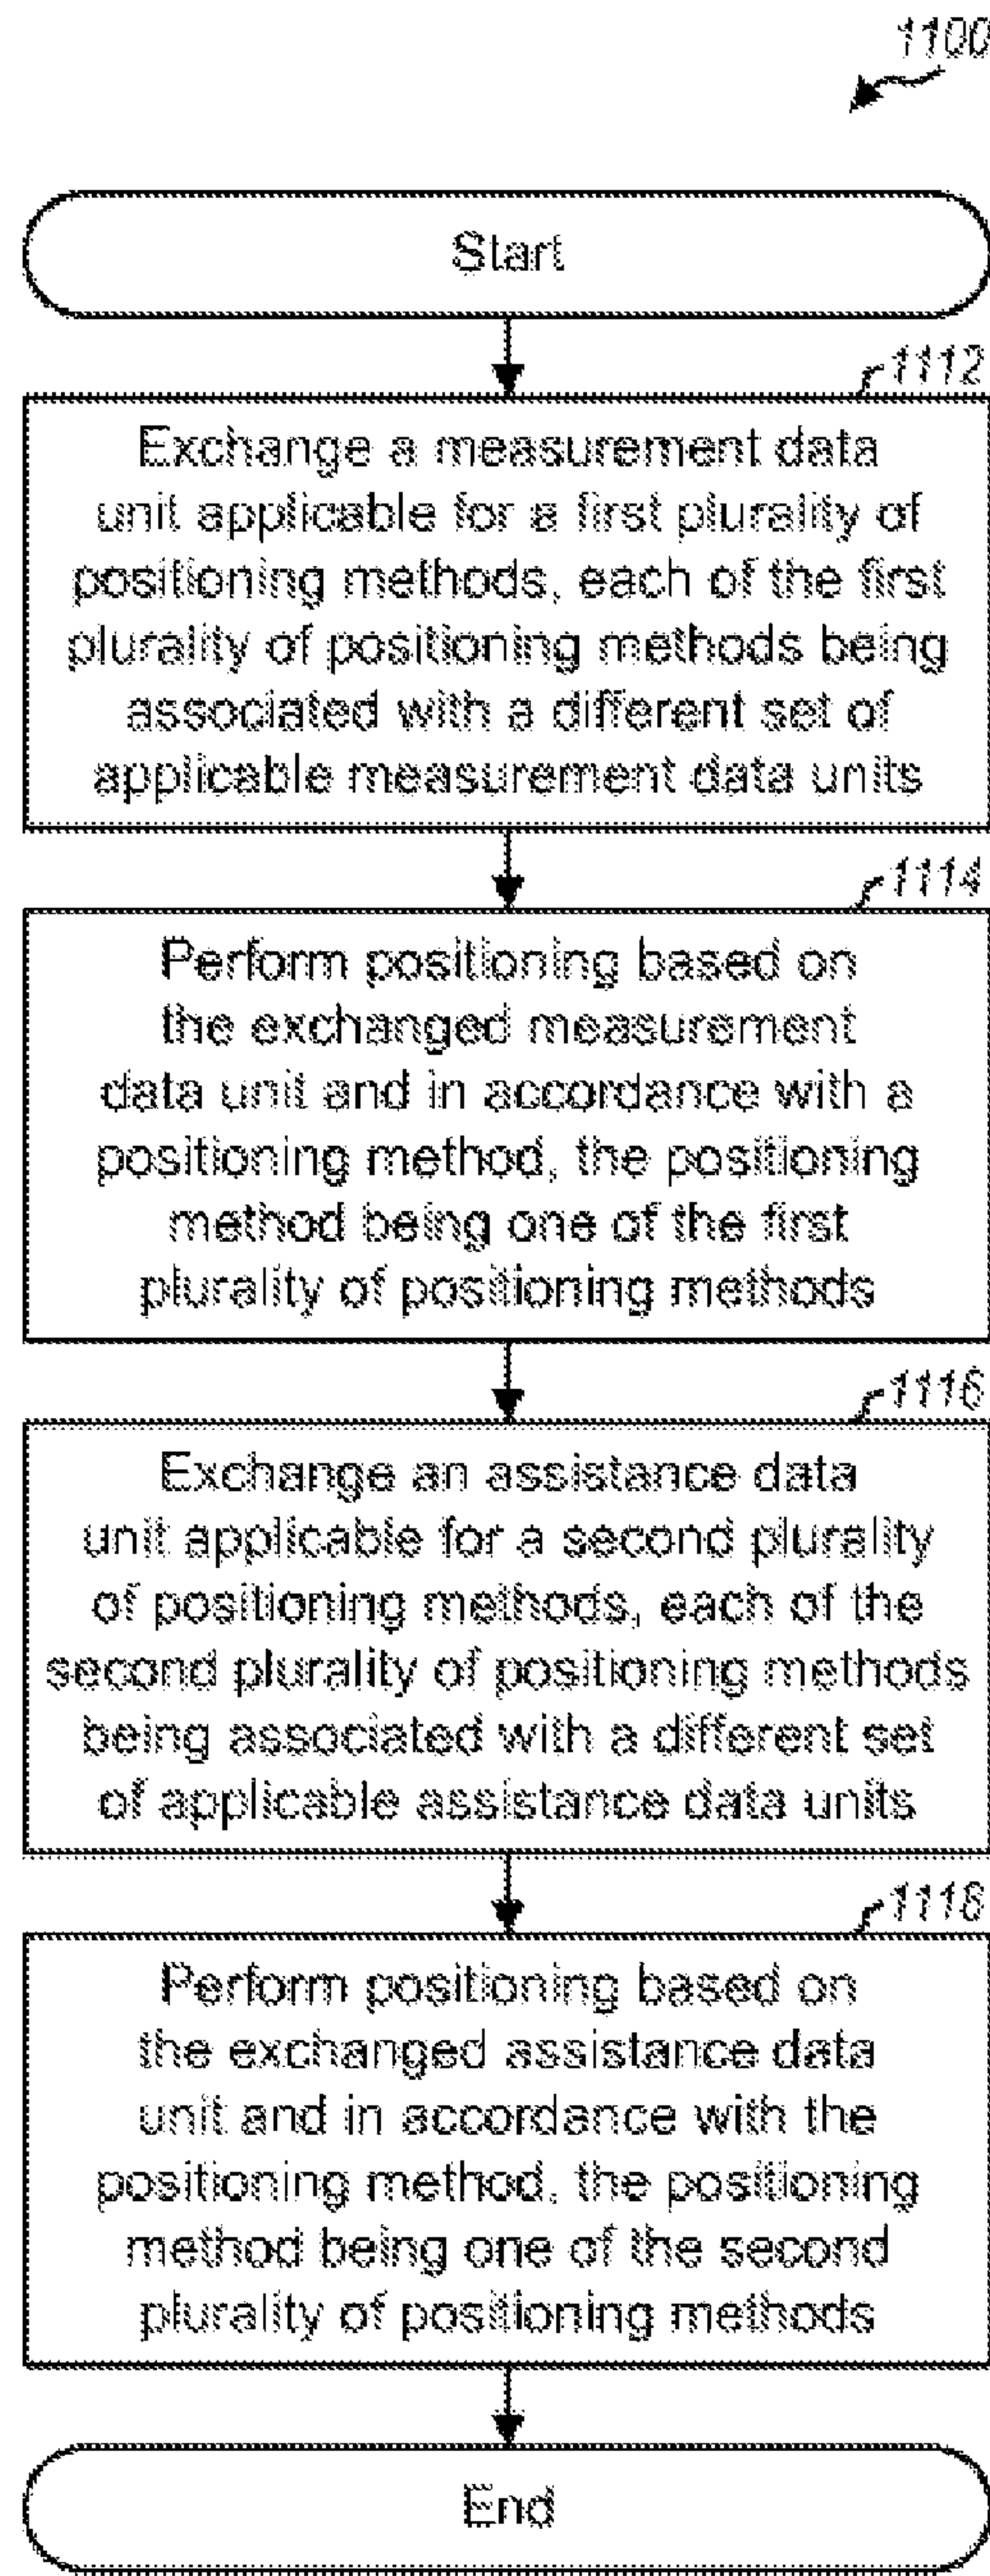 1100
Start
1112
Exchange a measurement data
unit applicable for a first plurality of
positioning methods, each of the first
plurality of positioning methods being
associated with a different set of
applicable measurement data units
1114
Perform positioning based on
the exchanged measurement
data unit and in accordance with a
positioning method, the positioning
method being one of the first
plurality of positioning methods
1116
Exchange an assistance data
unit applicable for a second plurality
of positioning methods, each of the
second plurality of positioning methods
being associated with a different set
of applicable assistance data units
1118
Perform positioning based on
the exchanged assistance data
unit and in accordance with the
positioning method, the positioning
method being one of the second
plurality of positioning methods
End